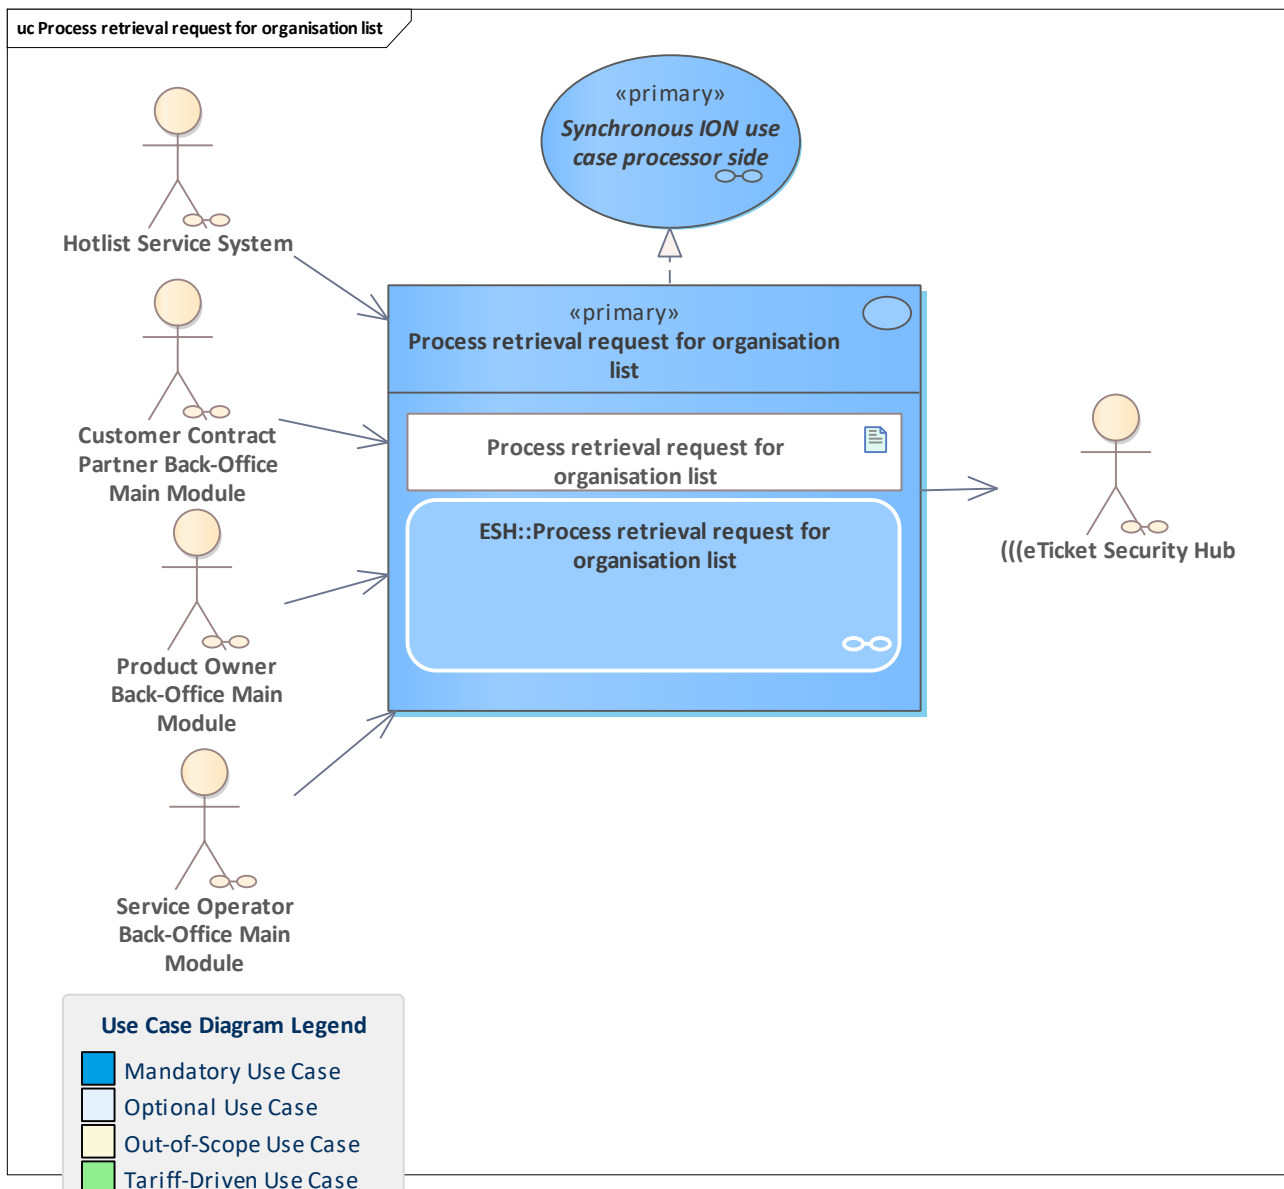 uc Process retrieval request for organisation list
«primary»
Synchronous ION use
case processor side
Hotlist Service System
«primary»
Process retrieval request for organisation
list
Customer Contract
Partner Back-Office
Main Module
Process retrieval request for
organisation list
ESH::Process retrieval request for
organisation list
(((eTicket Security Hub
Product Owner
Back-Office Main
Module
Service Operator
Back-Office Main
Module
Use Case Diagram Legend
Mandatory Use Case
Optional Use Case
Out-of-Scope Use Case
Tariff-Driven Use Case